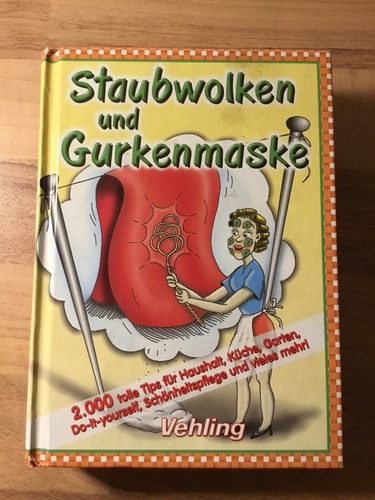 Staubwolken
und
Gurkenmaske
2.000 tolle Tips für Haushalt, Küche, Garten,
Do-it-yourself, Schönheitspflege und vieles mehr!
Vehling